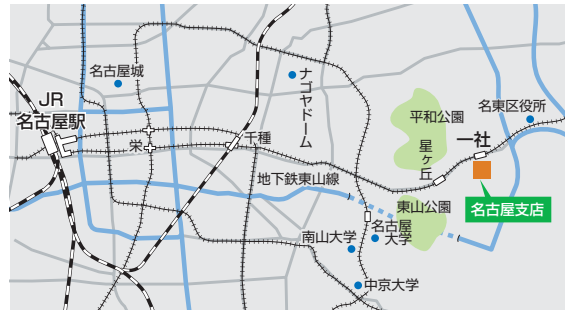 名古屋城
JR
名古屋駅
栄
千種
ナゴヤドーム
平和公園
星ヶ丘
一社
名東区役所
地下鉄東山線
東山公園
名古屋支店
名古屋
大学
南山大学
中京大学